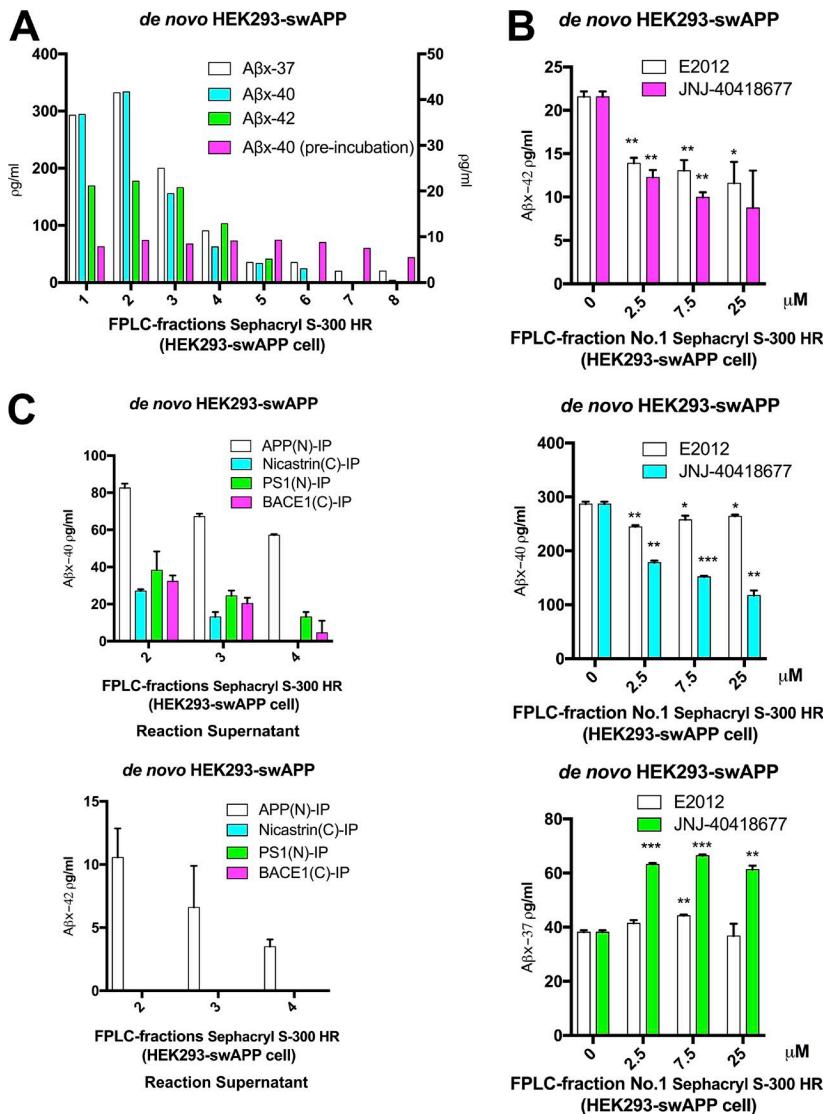 A
de novo HEK293-swAPP
400
300
200
100
0
ρg/ml
50
40
30
20
10
0
ρg/ml
Aβx-37
Aβx-40
Aβx-42
Aβx-40 (pre-incubation)
1 2 3 4 5 6 7 8
FPLC-fractions Sephacryl S-300 HR
(HEK293-swAPP cell)
B
de novo HEK293-swAPP
25
20
15
10
5
0
Aβx−42 ρg/ml
E2012
JNJ-40418677
** ** ** ** *
0 2.5 7.5 25 μM
FPLC-fraction No.1 Sephacryl S-300 HR
(HEK293-swAPP cell)
C
de novo HEK293-swAPP
100
80
60
40
20
0
Aβx−40 ρg/ml
APP(N)-IP
Nicastrin(C)-IP
PS1(N)-IP
BACE1(C)-IP
2 3 4
FPLC-fractions Sephacryl S-300 HR
(HEK293-swAPP cell)
Reaction Supernatant
de novo HEK293-swAPP
400
300
200
100
0
Aβx−40 ρg/ml
E2012
JNJ-40418677
** ** * *** * **
0 2.5 7.5 25 μM
FPLC-fraction No.1 Sephacryl S-300 HR
(HEK293-swAPP cell)
de novo HEK293-swAPP
15
10
5
0
Aβx−42 ρg/ml
APP(N)-IP
Nicastrin(C)-IP
PS1(N)-IP
BACE1(C)-IP
2 3 4
FPLC-fractions Sephacryl S-300 HR
(HEK293-swAPP cell)
Reaction Supernatant
de novo HEK293-swAPP
80
60
40
20
0
Aβx−37 ρg/ml
E2012
JNJ-40418677
*** ** *** **
0 2.5 7.5 25 μM
FPLC-fraction No.1 Sephacryl S-300 HR
(HEK293-swAPP cell)